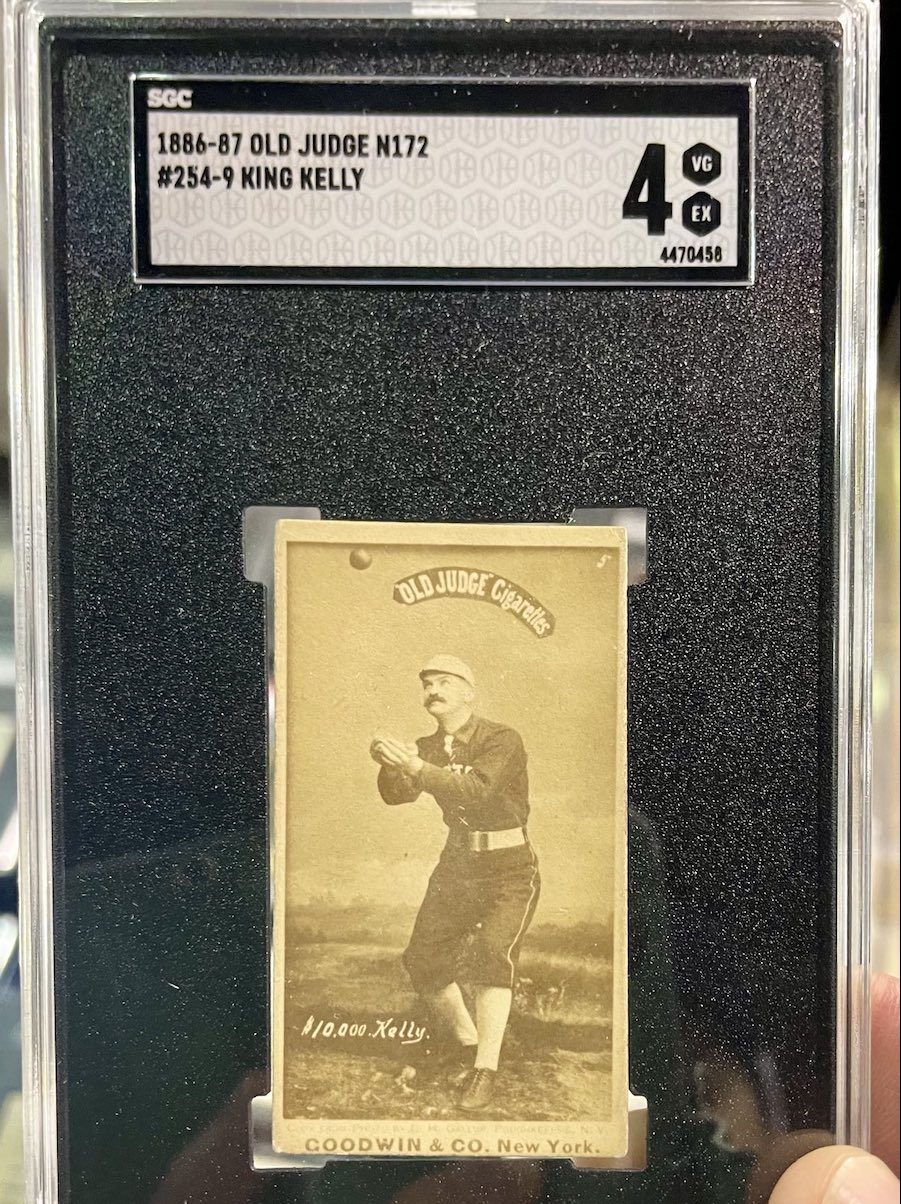 SGC
1886-87 OLD JUDGE N172
#254-9 KING KELLY
4 VG
EX
4470458
5
"OLD JUDGE" Cigarettes
$10,000. Kelly.
GOODWIN & CO. New York.